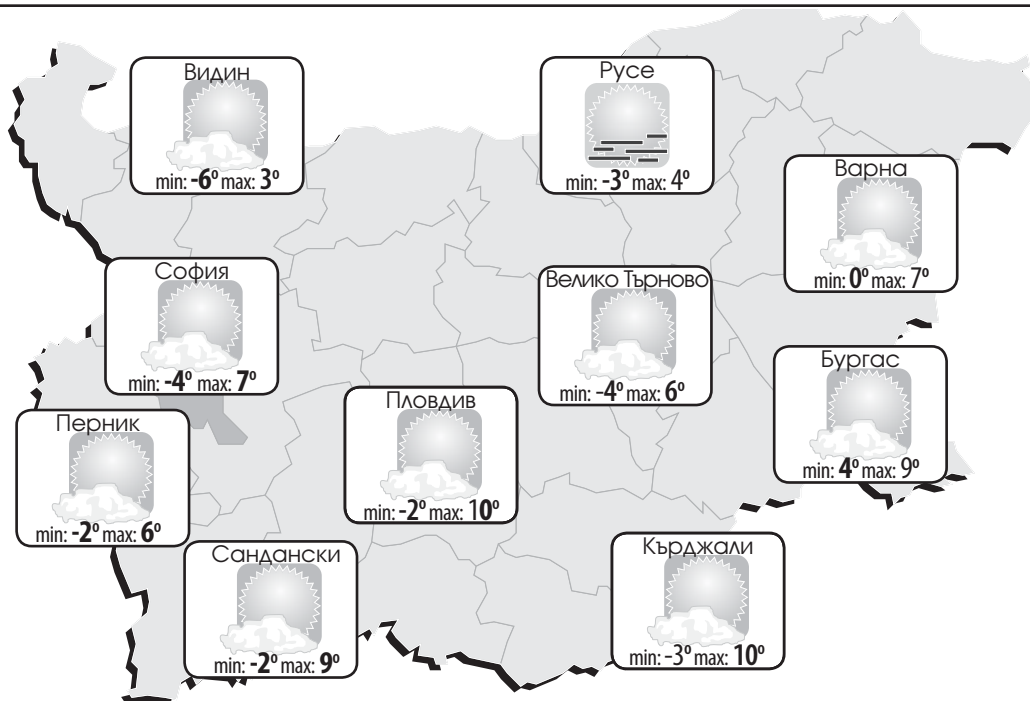 Видин
min: -6° max: 3°
Русе
min: -3° max: 4°
Варна
min: 0° max: 7°
София
min: -4° max: 7°
Велико Търново
min: -4° max: 6°
Бургас
min: 4° max: 9°
Пловдив
min: -2° max: 10°
Перник
min: -2° max: 6°
Сандански
min: -2° max: 9°
Кърджали
min: -3° max: 10°